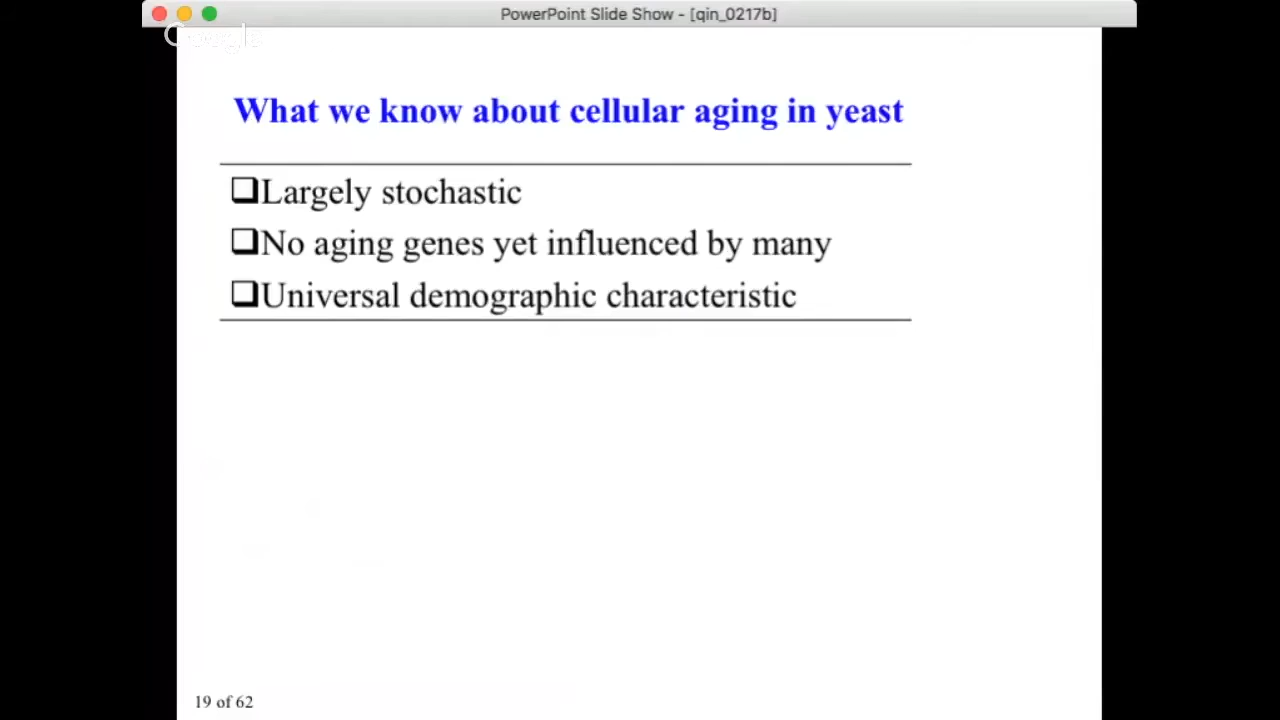 PowerPoint Slide Show - [qin_0217b]
Google
What we know about cellular aging in yeast
Largely stochastic
No aging genes yet influenced by many
Universal demographic characteristic
19 of 62